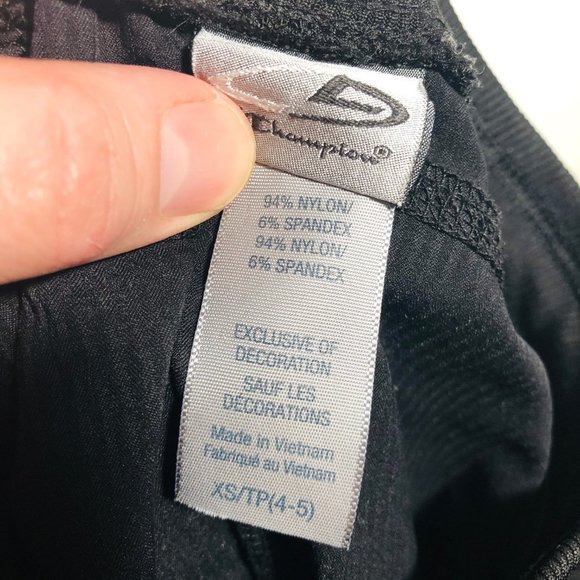 Champion®
94% NYLON/
6% SPANDEX
94% NYLON/
6% SPANDEX
EXCLUSIVE OF
DECORATION
SAUF LES
DÉCORATIONS
Made in Vietnam
Fabriqué au Vietnam
XS/TP(4-5)